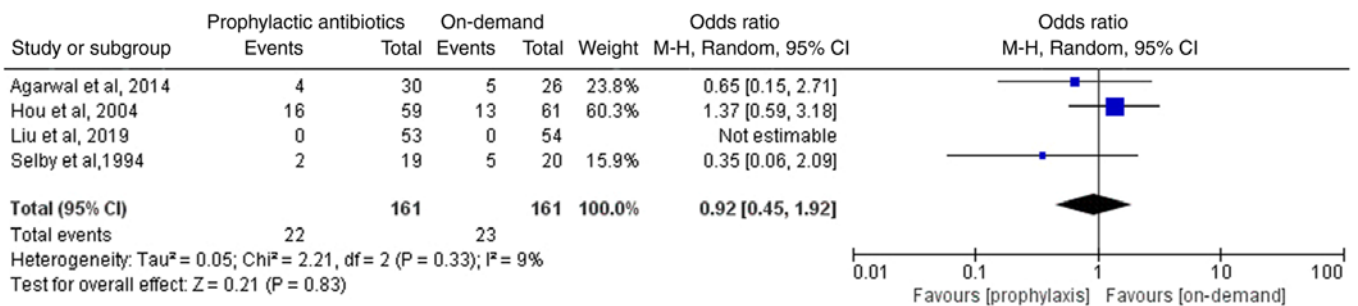 Prophylactic antibiotics On-demand Odds ratio Odds ratio
Study or subgroup Events Total Events Total Weight M-H, Random, 95% CI M-H, Random, 95% CI
Agarwal et al, 2014 4 30 5 26 23.8% 0.65 [0.15, 2.71]
Hou et al, 2004 16 59 13 61 60.3% 1.37 [0.59, 3.18]
Liu et al, 2019 0 53 0 54 Not estimable
Selby et al,1994 2 19 5 20 15.9% 0.35 [0.06, 2.09]
Total (95% CI) 161 161 100.0% 0.92 [0.45, 1.92]
Total events 22 23
Heterogeneity: Tau² = 0.05; Chi² = 2.21, df = 2 (P = 0.33); I² = 9%
Test for overall effect: Z = 0.21 (P = 0.83)
0.01 0.1 1 10 100
Favours [prophylaxis] Favours [on-demand]